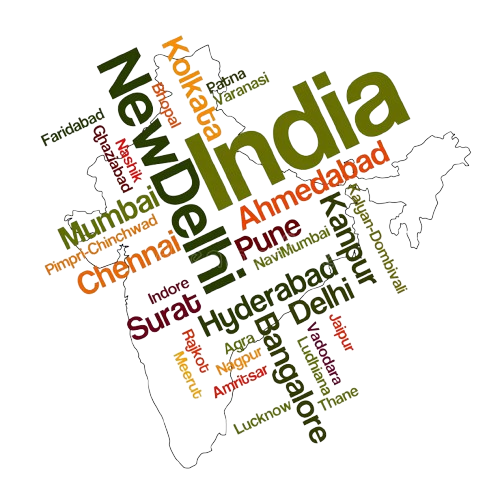 Kolkata
NewDelhi
Patna
Varanasi
Bhopal
India
Faridabad
Ghaziabad
Nashik
Ahmedabad
Mumbai
Pimpri-Chinchwad
Chennai
Pune
NaviMumbai
Kanpur
Kalyan-Dombivali
Indore
Surat
Hyderabad
Delhi
Rajkot
Meerut
Agra
Nagpur
Amritsar
Bangalore
Jaipur
Vadodara
Ludhiana
Thane
Lucknow